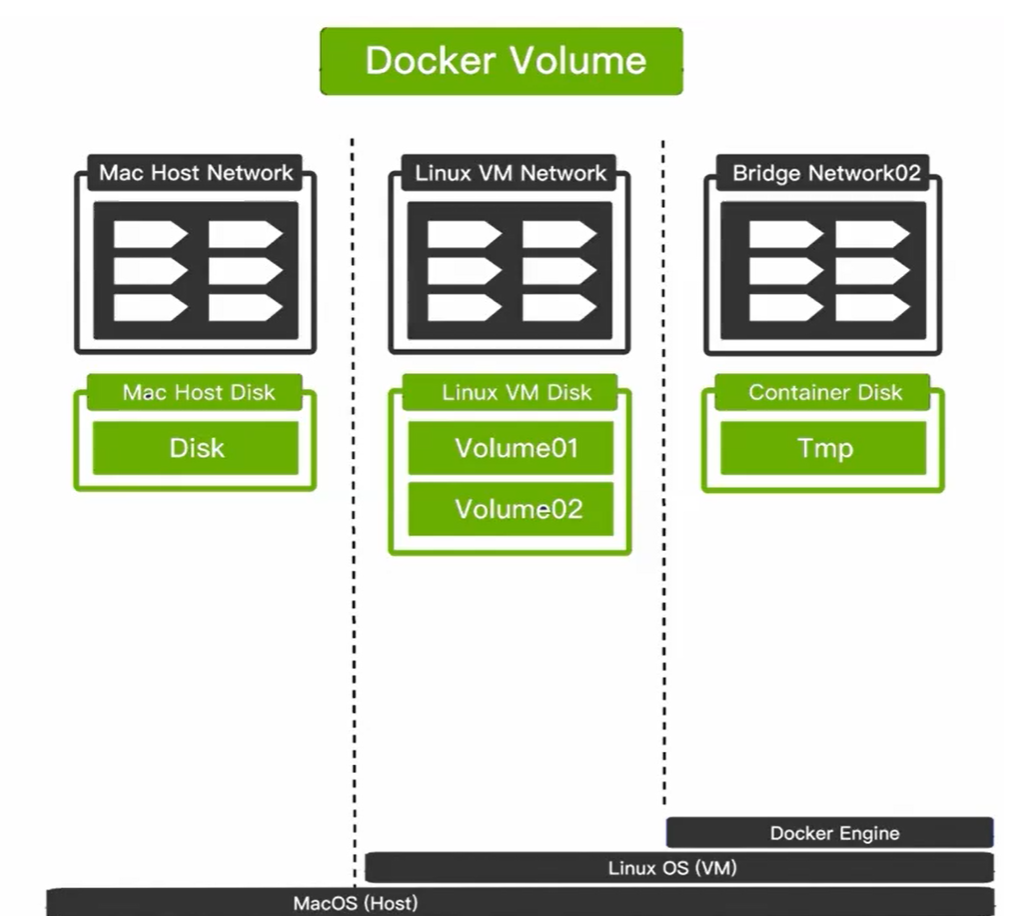 Docker Volume
Mac Host Network
Linux VM Network
Bridge Network02
Mac Host Disk
Disk
Linux VM Disk
Volume01
Volume02
Container Disk
Tmp
Docker Engine
Linux OS (VM)
MacOS (Host)